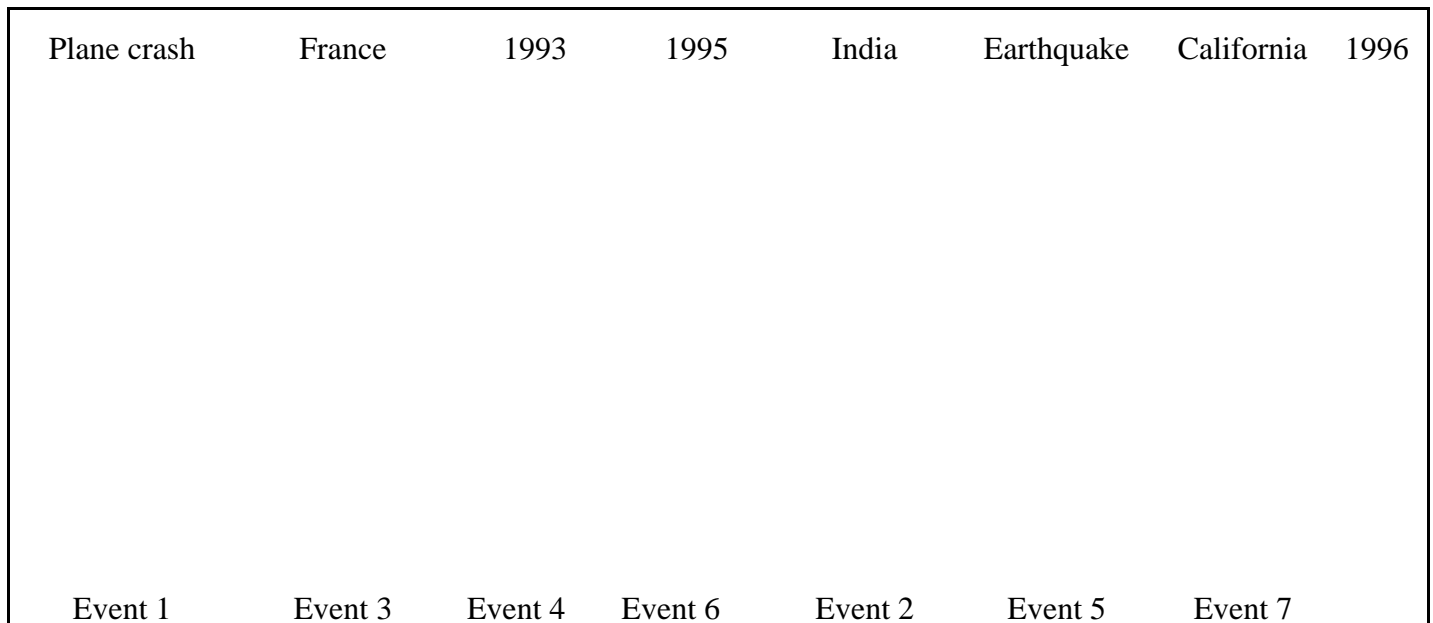 Plane crash France 1993 1995 India Earthquake California 1996
Event 1 Event 3 Event 4 Event 6 Event 2 Event 5 Event 7